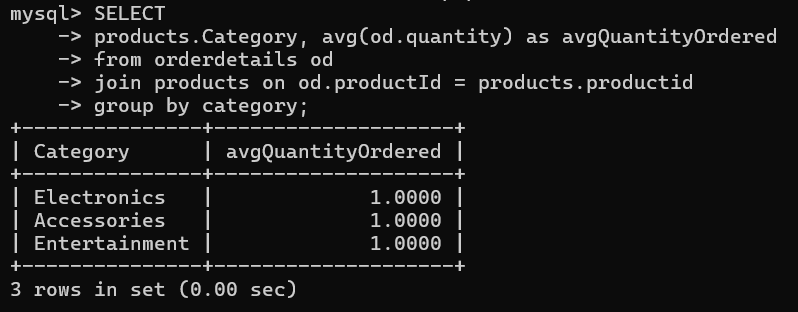 mysql> SELECT
    -> products.Category, avg(od.quantity) as avgQuantityOrdered
    -> from orderdetails od
    -> join products on od.productId = products.productid
    -> group by category;
+---------------+--------------------+
| Category      | avgQuantityOrdered |
+---------------+--------------------+
| Electronics   |             1.0000 |
| Accessories   |             1.0000 |
| Entertainment |             1.0000 |
+---------------+--------------------+
3 rows in set (0.00 sec)